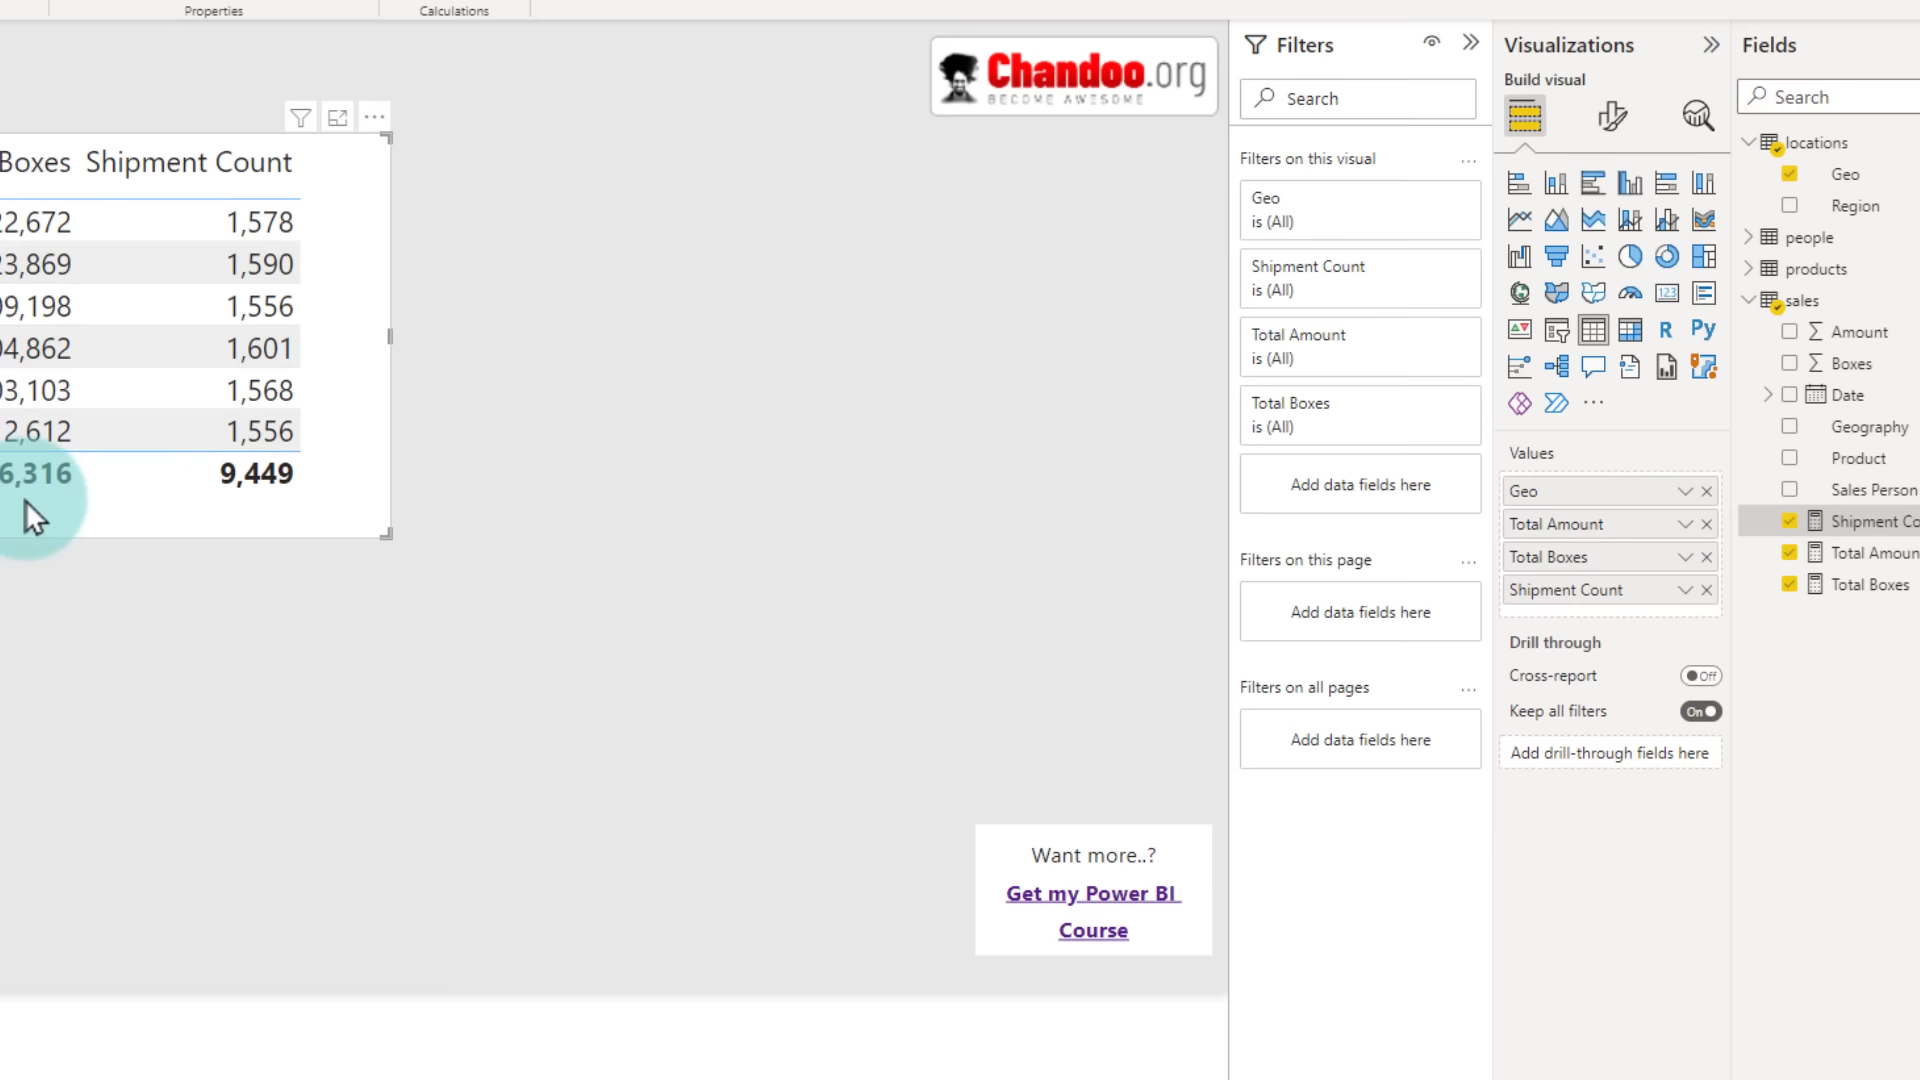 Properties
Calculations
Chandoo.org
BECOME AWESOME
Boxes Shipment Count
22,672 1,578
23,869 1,590
99,198 1,556
04,862 1,601
03,103 1,568
2,612 1,556
6,316 9,449
Want more..?
Get my Power BI
Course
Filters
Search
Filters on this visual
...
Geo
is (All)
Shipment Count
is (All)
Total Amount
is (All)
Total Boxes
is (All)
Add data fields here
Filters on this page
...
Add data fields here
Filters on all pages
...
Add data fields here
Visualizations
Build visual
123
R
Py
...
Values
Geo
Total Amount
Total Boxes
Shipment Count
Drill through
Cross-report
Off
Keep all filters
On
Add drill-through fields here
Fields
Search
locations
Geo
Region
people
products
sales
Amount
Boxes
Date
Geography
Product
Sales Person
Shipment Co
Total Amoun
Total Boxes